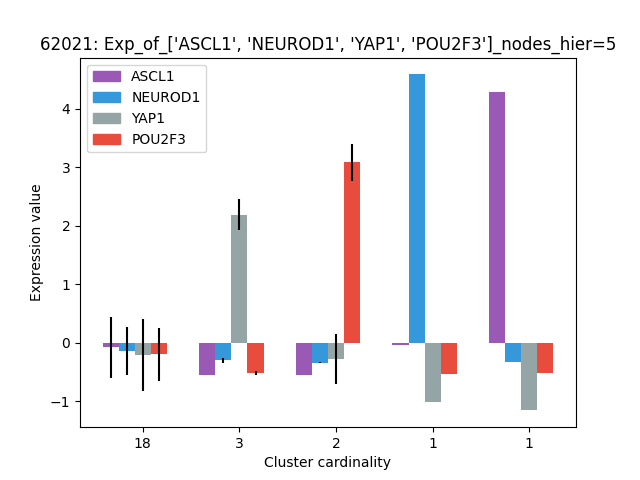 62021: Exp_of_['ASCL1', 'NEUROD1', 'YAP1', 'POU2F3']_nodes_hier=5
ASCL1
NEUROD1
YAP1
POU2F3
4
3
2
1
0
−1
Expression value
18
3
2
1
1
Cluster cardinality